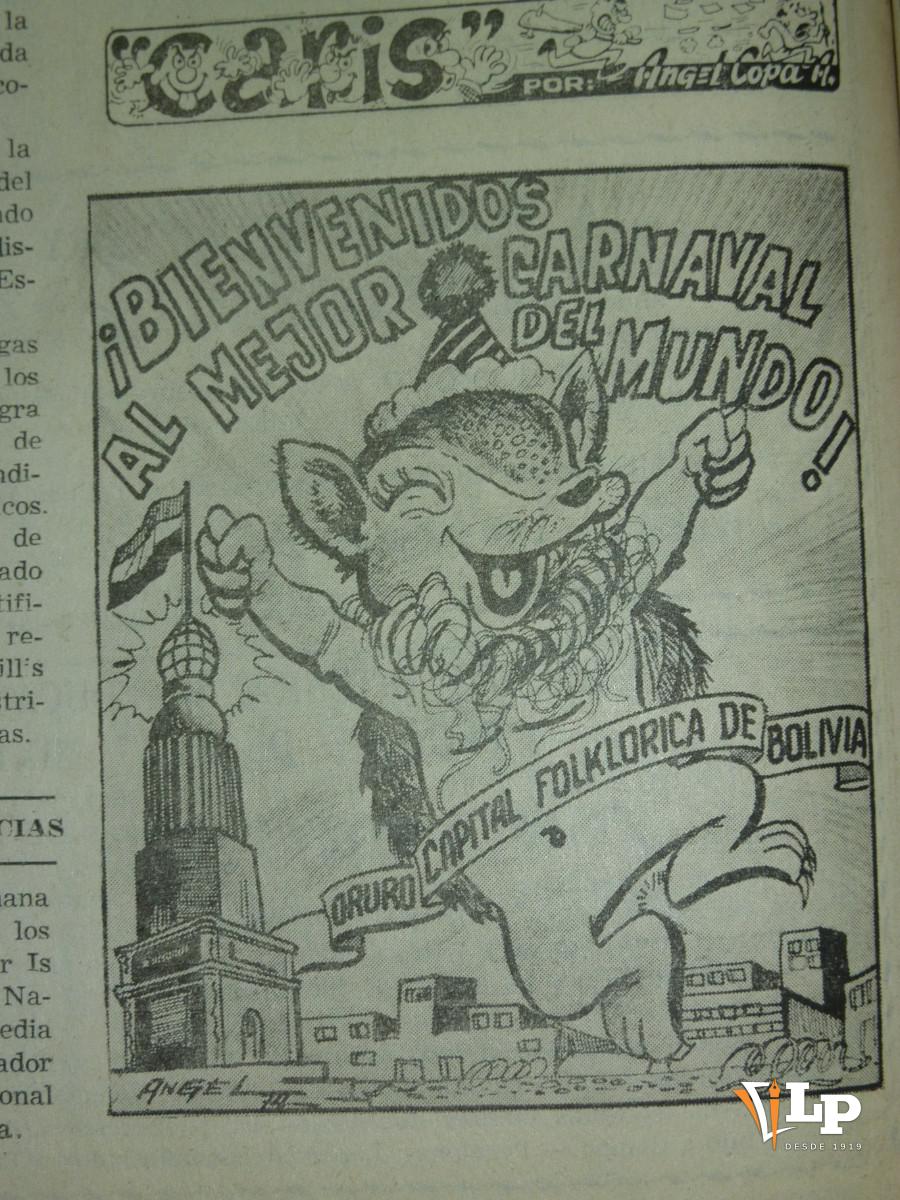 la
da
co-
la
del
ndo
dis-
Es-
gas
los
gra
de
ndi-
cos.
de
ado
tifi-
re-
ill's
stri-
as.
CIAS
nana
los
r Is
Na-
edia
ador
onal
a.
"Caris"
POR: Angel Copa A.
¡BIENVENIDOS
AL MEJOR CARNAVAL
DEL MUNDO!
ORURO CAPITAL FOLKLORICA DE BOLIVIA
ANGEL
LP
DESDE 1919